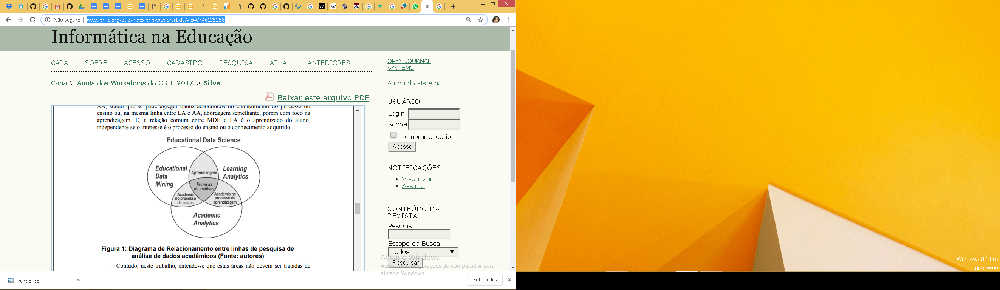 Não seguro
www.br-ie.org/pub/index.php/wcbie/article/view/7462/5258
Informática na Educação
CAPA SOBRE ACESSO CADASTRO PESQUISA ATUAL ANTERIORES
Capa > Anais dos Workshops do CBIE 2017 > Silva
Baixar este arquivo PDF
AA, sendo que se pode agregar dados acadêmicos no entendimento do processo do
ensino ou, na mesma linha entre LA e AA, abordagem semelhante, porém com foco na
aprendizagem. E, a relação comum entre MDE e LA é o aprendizado do aluno,
independente se o interesse é o processo do ensino ou o conhecimento adquirido.
Educational Data Science
Educational
Data
Mining
Aprendizagem
Learning
Analytics
Técnicas
de análises
Academia
no processo
de ensino
Academia no
processo de
aprendizagem
Academic
Analytics
Figura 1: Diagrama de Relacionamento entre linhas de pesquisa de
análise de dados acadêmicos (Fonte: autores)
Contudo, neste trabalho, entende-se que estas áreas não devem ser tratadas de
OPEN JOURNAL
SYSTEMS
Ajuda do sistema
USUÁRIO
Login
Senha
Lembrar usuário
Acesso
NOTIFICAÇÕES
Visualizar
Assinar
CONTEÚDO DA
REVISTA
Pesquisa
Escopo da Busca
Todos
Pesquisar
Ativar o Windows
Acesse as configurações do computador para
ativar o Windows.
fundo.jpg
Exibir todos
Windows 8.1 Pro
Build 9600